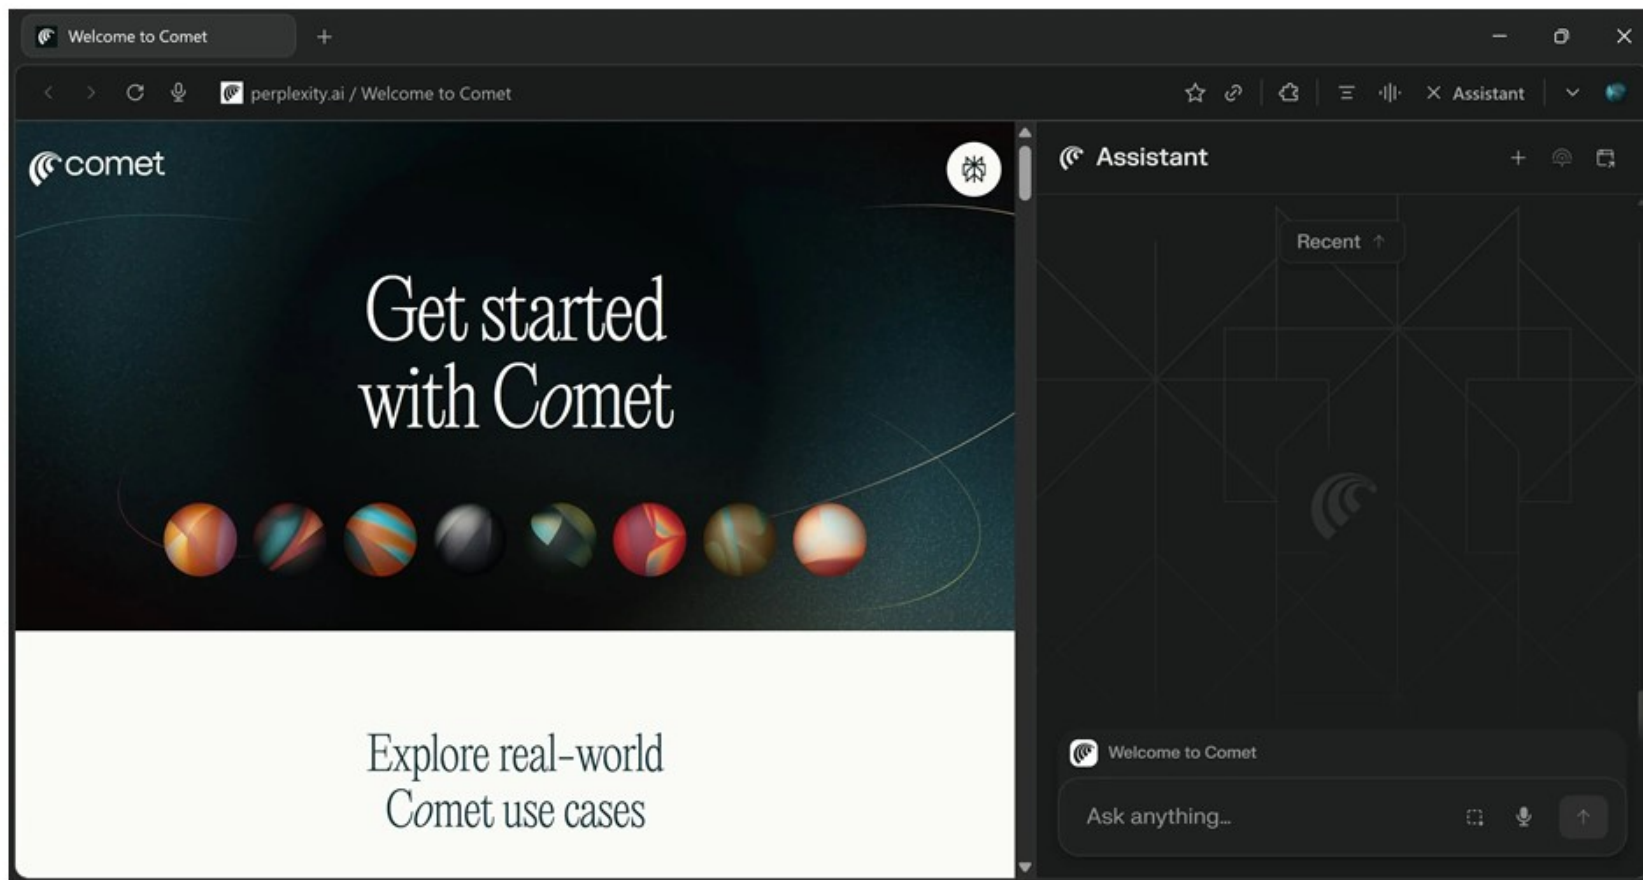 Welcome to Comet
perplexity.ai / Welcome to Comet
Assistant
comet
Get started
with Comet
Explore real-world
Comet use cases
Assistant
Recent ↑
Welcome to Comet
Ask anything...